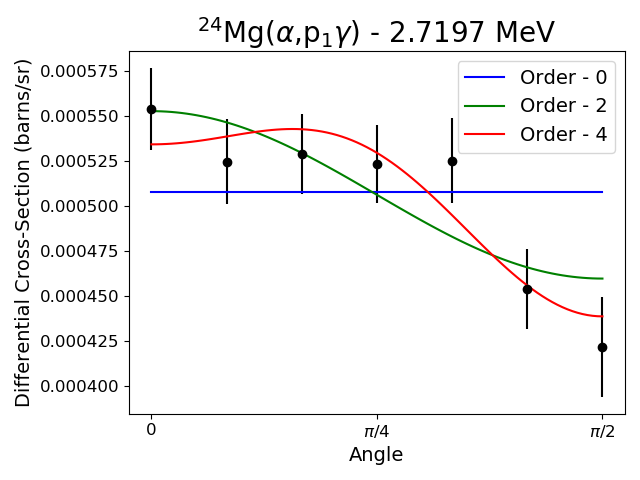 ²⁴Mg(α,p₁γ) - 2.7197 MeV
Differential Cross-Section (barns/sr)
0.000575
0.000550
0.000525
0.000500
0.000475
0.000450
0.000425
0.000400
Order - 0
Order - 2
Order - 4
0
π/4
π/2
Angle